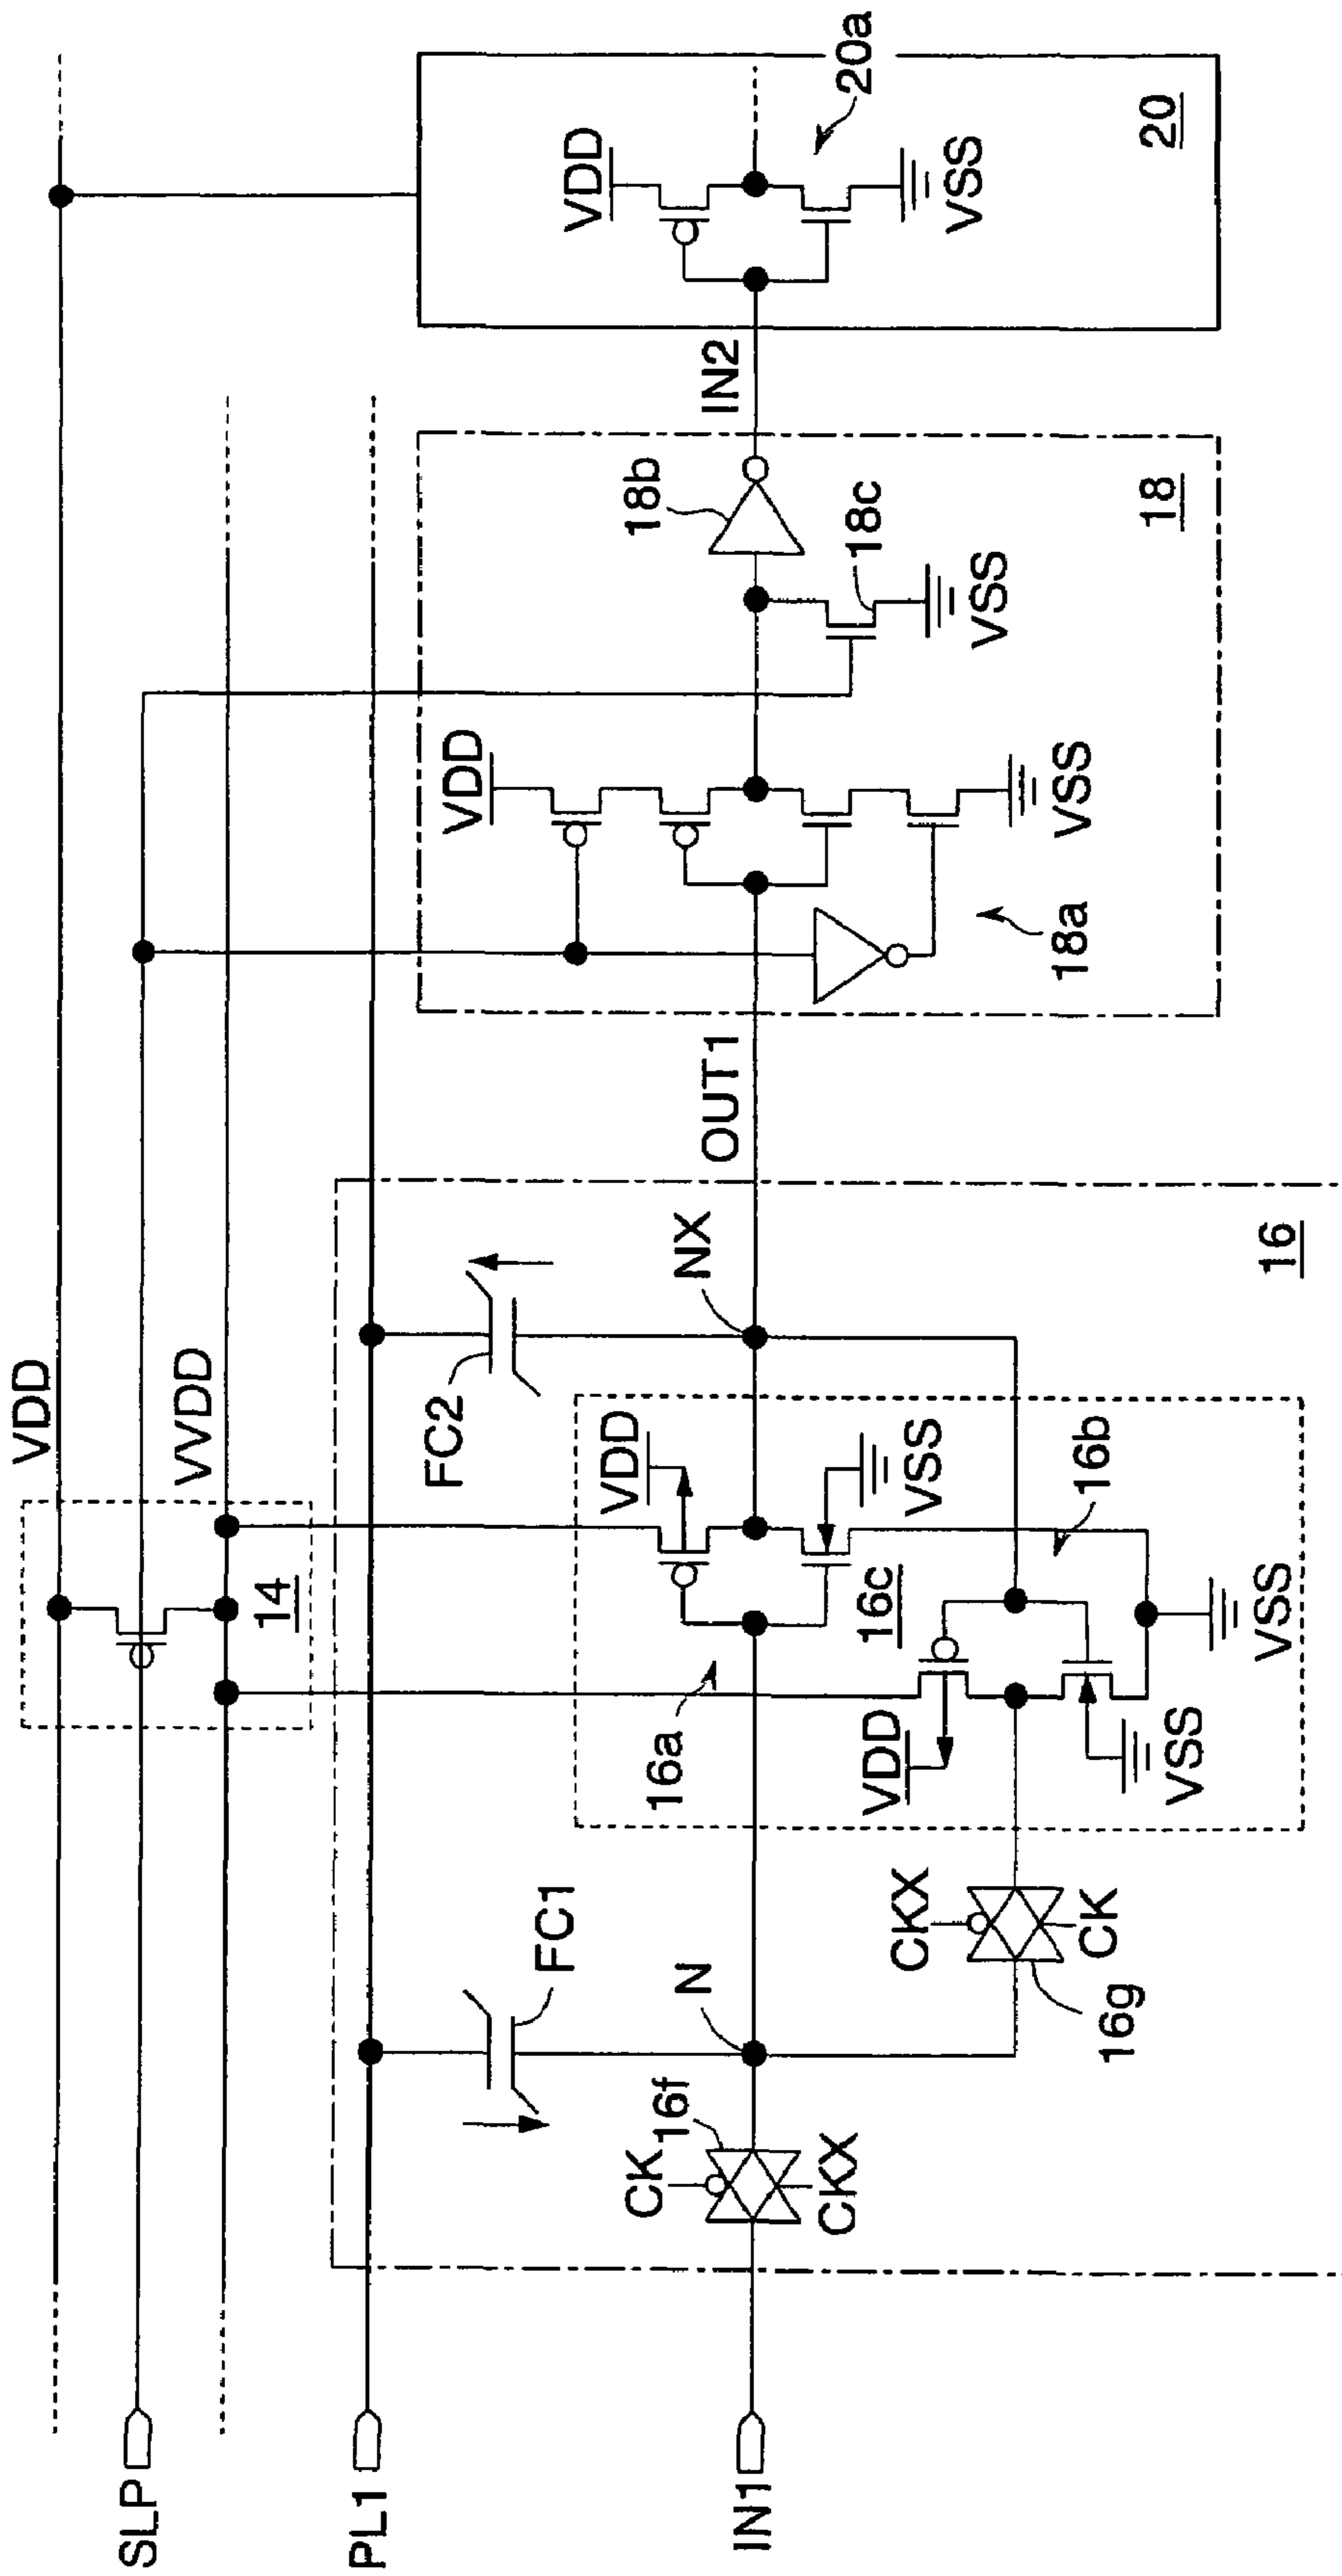 VDD
SLP
VVDD
14
PL1
FC1
FC2
VDD
VDD
VDD
VDD
16a
N
NX
IN1
CK
16f
CKX
OUT1
18b
IN2
20a
VSS
16c
18c
VSS
VSS
VSS
18a
VDD
16b
CKX
CK
16g
VSS
VSS
16
18
20